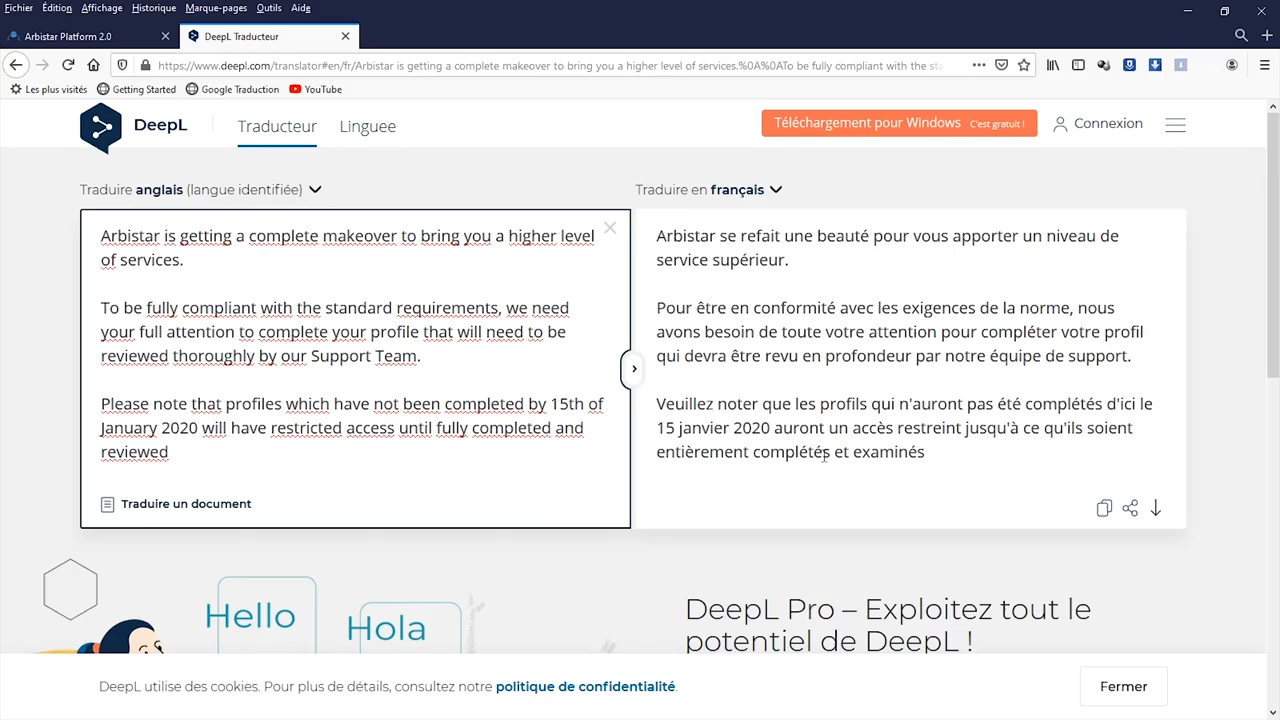 Fichier Édition Affichage Historique Marque-pages Outils Aide
Arbistar Platform 2.0
DeepL Traducteur
https://www.deepl.com/translator#en/fr/Arbistar is getting a complete makeover to bring you a higher level of services.%0A%0ATo be fully compliant with the sta
Les plus visités Getting Started Google Traduction YouTube
DeepL Traducteur Linguee Téléchargement pour Windows C'est gratuit ! Connexion
Traduire anglais (langue identifiée)
Traduire en français
Arbistar is getting a complete makeover to bring you a higher level
of services.
To be fully compliant with the standard requirements, we need
your full attention to complete your profile that will need to be
reviewed thoroughly by our Support Team.
Please note that profiles which have not been completed by 15th of
January 2020 will have restricted access until fully completed and
reviewed
Traduire un document
Arbistar se refait une beauté pour vous apporter un niveau de
service supérieur.
Pour être en conformité avec les exigences de la norme, nous
avons besoin de toute votre attention pour compléter votre profil
qui devra être revu en profondeur par notre équipe de support.
Veuillez noter que les profils qui n'auront pas été complétés d'ici le
15 janvier 2020 auront un accès restreint jusqu'à ce qu'ils soient
entièrement complétés et examinés
Hello
Hola
DeepL Pro – Exploitez tout le
potentiel de DeepL !
DeepL utilise des cookies. Pour plus de détails, consultez notre politique de confidentialité.
Fermer